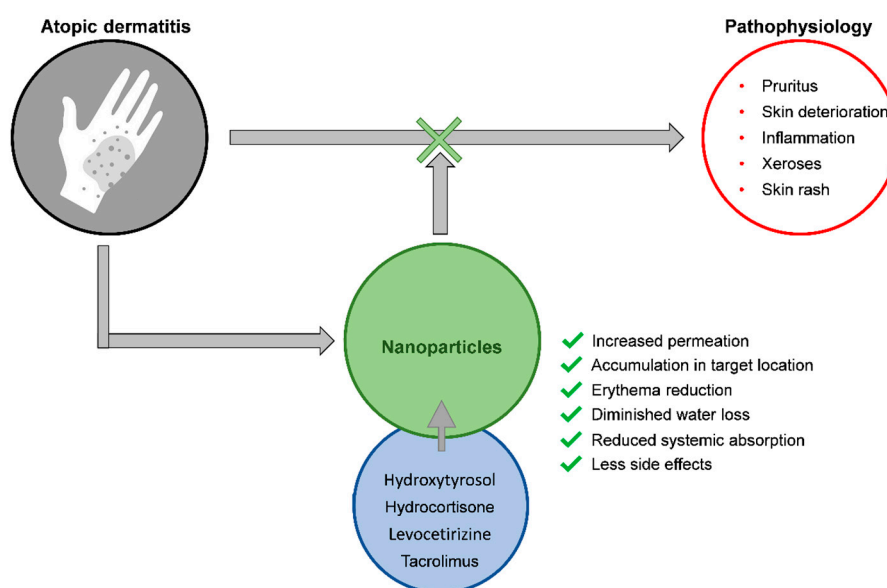 Atopic dermatitis
Pathophysiology
• Pruritus
• Skin deterioration
• Inflammation
• Xeroses
• Skin rash
Nanoparticles
✓ Increased permeation
✓ Accumulation in target location
✓ Erythema reduction
✓ Diminished water loss
✓ Reduced systemic absorption
✓ Less side effects
Hydroxytyrosol
Hydrocortisone
Levocetirizine
Tacrolimus